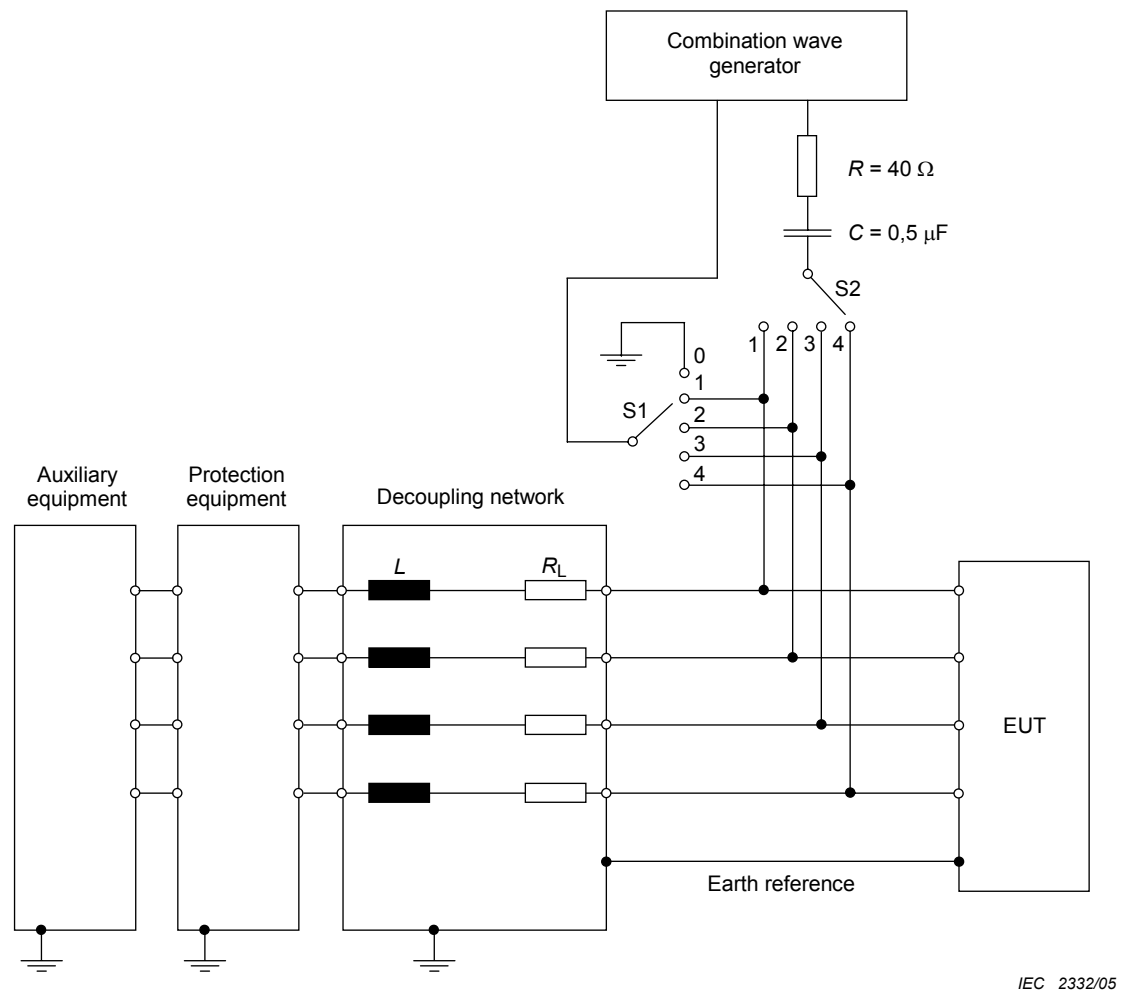 Combination wave
generator
R = 40 Ω
C = 0,5 μF
S2
1 2 3 4
0
1
S1
2
3
4
Auxiliary
equipment
Protection
equipment
Decoupling network
L
RL
EUT
Earth reference
IEC 2332/05